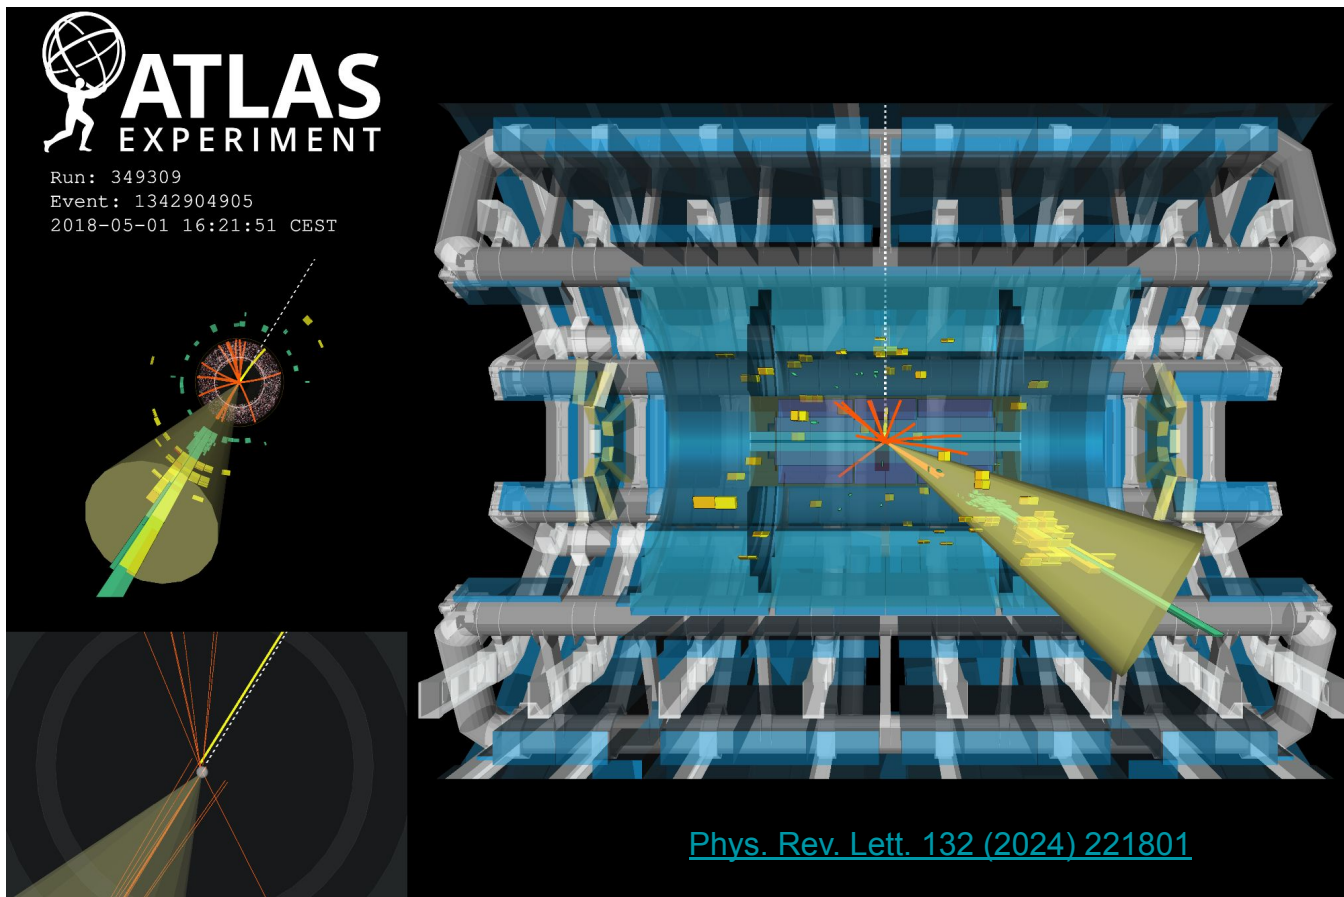 ATLAS
EXPERIMENT
Run: 349309
Event: 1342904905
2018-05-01 16:21:51 CEST
Phys. Rev. Lett. 132 (2024) 221801